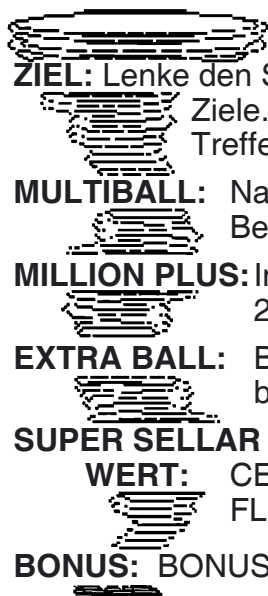 ZIEL: Lenke den S
Ziele.
Treffe
MULTIBALL: Na
Be
MILLION PLUS: In
2
EXTRA BALL: E
b
SUPER SELLAR
WERT: CE
FL
BONUS: BONUS